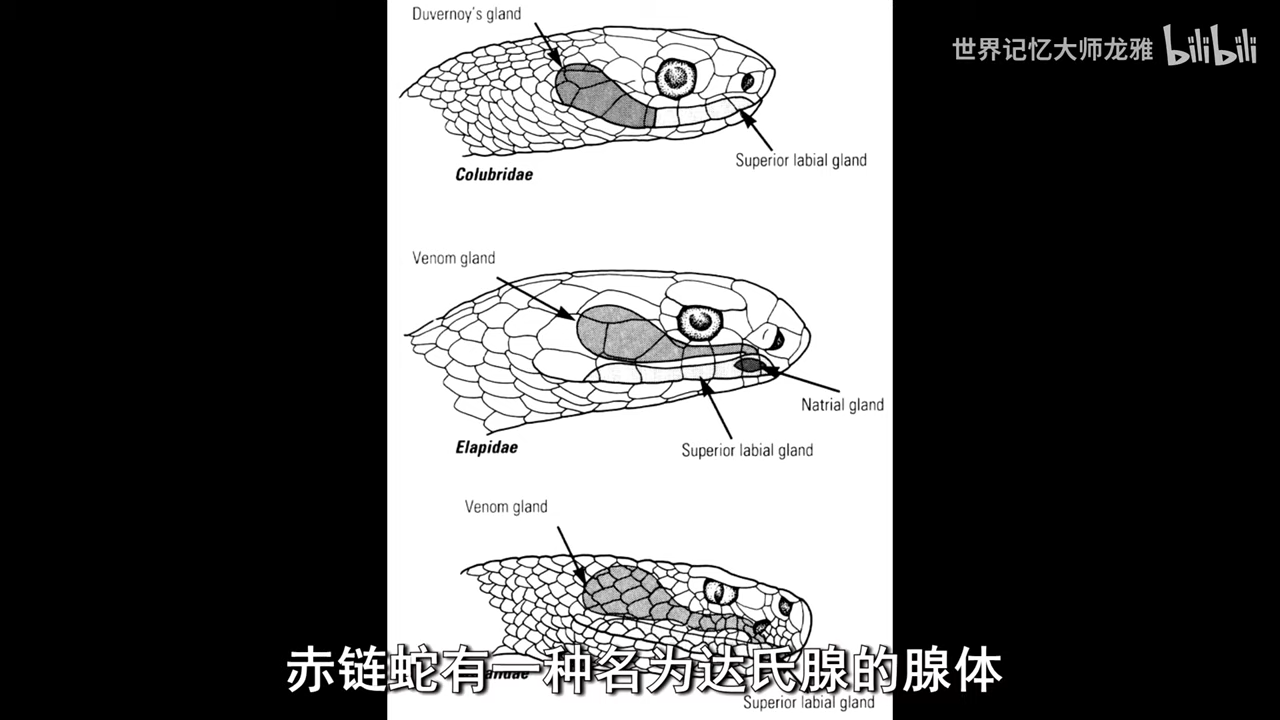 Duvernoy's gland
世界记忆大师龙雅 bilibili
Superior labial gland
Colubridae
Venom gland
Natrial gland
Superior labial gland
Elapidae
Venom gland
赤链蛇有一种名为达氏腺的腺体
Superior labial gland